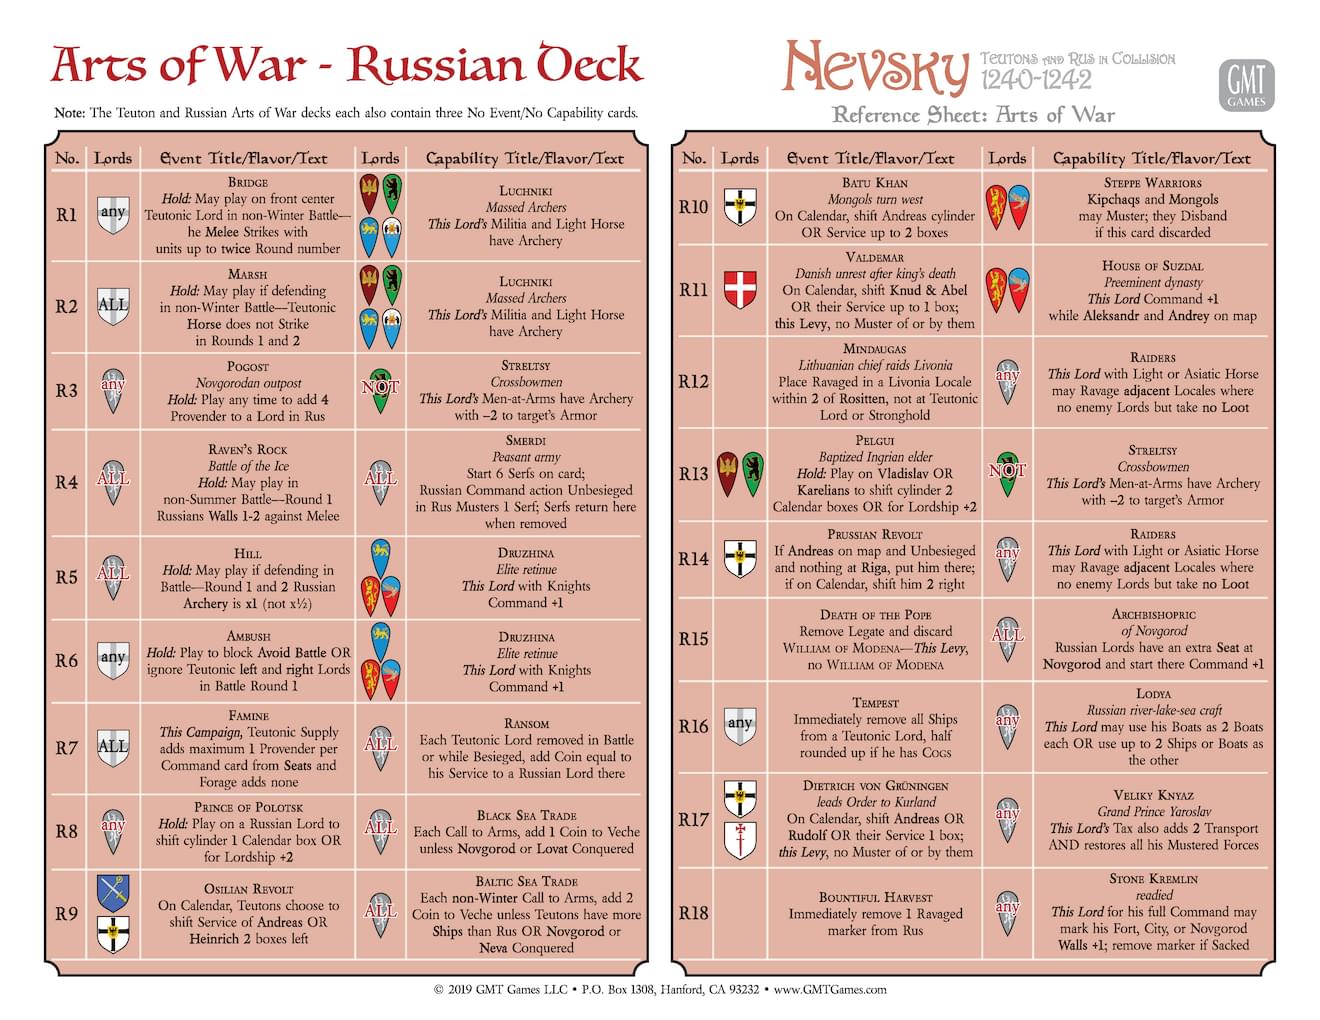 Arts of War - Russian Deck
Note: The Teuton and Russian Arts of War decks each also contain three No Event/No Capability cards.
Nevsky
Teutons and Rus in Collision
1240-1242
Reference Sheet: Arts of War
GMT
GAMES
No. Lords Event Title/Flavor/Text Lords Capability Title/Flavor/Text
R1
any
Bridge
Hold: May play on front center
Teutonic Lord in non-Winter Battle—
he Melee Strikes with
units up to twice Round number
Luchniki
Massed Archers
This Lord's Militia and Light Horse
have Archery
R2
ALL
Marsh
Hold: May play if defending
in non-Winter Battle—Teutonic
Horse does not Strike
in Rounds 1 and 2
Luchniki
Massed Archers
This Lord's Militia and Light Horse
have Archery
R3
any
Pogost
Novgorodan outpost
Hold: Play any time to add 4
Provender to a Lord in Rus
NOT
Streltsy
Crossbowmen
This Lord's Men-at-Arms have Archery
with –2 to target's Armor
R4
ALL
Raven's Rock
Battle of the Ice
Hold: May play in
non-Summer Battle—Round 1
Russians Walls 1-2 against Melee
ALL
Smerdi
Peasant army
Start 6 Serfs on card;
Russian Command action Unbesieged
in Rus Musters 1 Serf; Serfs return here
when removed
R5
ALL
Hill
Hold: May play if defending in
Battle—Round 1 and 2 Russian
Archery is x1 (not x½)
Druzhina
Elite retinue
This Lord with Knights
Command +1
R6
any
Ambush
Hold: Play to block Avoid Battle OR
ignore Teutonic left and right Lords
in Battle Round 1
Druzhina
Elite retinue
This Lord with Knights
Command +1
R7
ALL
Famine
This Campaign, Teutonic Supply
adds maximum 1 Provender per
Command card from Seats and
Forage adds none
ALL
Ransom
Each Teutonic Lord removed in Battle
or while Besieged, add Coin equal to
his Service to a Russian Lord there
R8
any
Prince of Polotsk
Hold: Play on a Russian Lord to
shift cylinder 1 Calendar box OR
for Lordship +2
ALL
Black Sea Trade
Each Call to Arms, add 1 Coin to Veche
unless Novgorod or Lovat Conquered
R9
Osilian Revolt
On Calendar, Teutons choose to
shift Service of Andreas OR
Heinrich 2 boxes left
ALL
Baltic Sea Trade
Each non-Winter Call to Arms, add 2
Coin to Veche unless Teutons have more
Ships than Rus OR Novgorod or
Neva Conquered
No. Lords Event Title/Flavor/Text Lords Capability Title/Flavor/Text
R10
Batu Khan
Mongols turn west
On Calendar, shift Andreas cylinder
OR Service up to 2 boxes
Steppe Warriors
Kipchaqs and Mongols
may Muster; they Disband
if this card discarded
R11
Valdemar
Danish unrest after king's death
On Calendar, shift Knud & Abel
OR their Service up to 1 box;
this Levy, no Muster of or by them
House of Suzdal
Preeminent dynasty
This Lord Command +1
while Aleksandr and Andrey on map
R12
Mindaugas
Lithuanian chief raids Livonia
Place Ravaged in a Livonia Locale
within 2 of Rositten, not at Teutonic
Lord or Stronghold
any
Raiders
This Lord with Light or Asiatic Horse
may Ravage adjacent Locales where
no enemy Lords but take no Loot
R13
Pelgui
Baptized Ingrian elder
Hold: Play on Vladislav OR
Karelians to shift cylinder 2
Calendar boxes OR for Lordship +2
NOT
Streltsy
Crossbowmen
This Lord's Men-at-Arms have Archery
with –2 to target's Armor
R14
Prussian Revolt
If Andreas on map and Unbesieged
and nothing at Riga, put him there;
if on Calendar, shift him 2 right
any
Raiders
This Lord with Light or Asiatic Horse
may Ravage adjacent Locales where
no enemy Lords but take no Loot
R15
Death of the Pope
Remove Legate and discard
William of Modena—This Levy,
no William of Modena
ALL
Archbishopric
of Novgorod
Russian Lords have an extra Seat at
Novgorod and start there Command +1
R16
any
Tempest
Immediately remove all Ships
from a Teutonic Lord, half
rounded up if he has Cogs
any
Lodya
Russian river-lake-sea craft
This Lord may use his Boats as 2 Boats
each OR use up to 2 Ships or Boats as
the other
R17
Dietrich von Grüningen
leads Order to Kurland
On Calendar, shift Andreas OR
Rudolf OR their Service 1 box;
this Levy, no Muster of or by them
any
Veliky Knyaz
Grand Prince Yaroslav
This Lord's Tax also adds 2 Transport
AND restores all his Mustered Forces
R18
Bountiful Harvest
Immediately remove 1 Ravaged
marker from Rus
any
Stone Kremlin
readied
This Lord for his full Command may
mark his Fort, City, or Novgorod
Walls +1; remove marker if Sacked
© 2019 GMT Games LLC • P.O. Box 1308, Hanford, CA 93232 • www.GMTGames.com